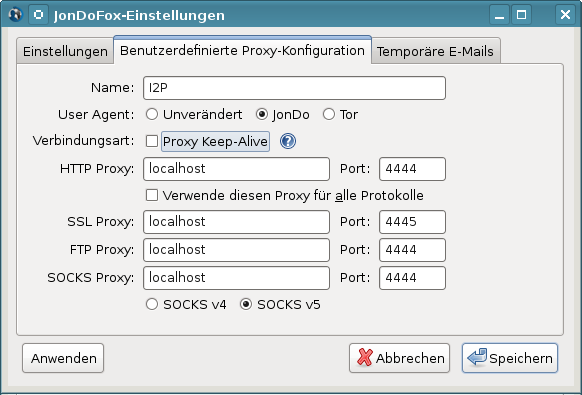 JonDoFox-Einstellungen
Einstellungen Benutzerdefinierte Proxy-Konfiguration Temporäre E-Mails
Name: I2P
User Agent: Unverändert JonDo Tor
Verbindungsart: Proxy Keep-Alive ?
HTTP Proxy: localhost Port: 4444
Verwende diesen Proxy für alle Protokolle
SSL Proxy: localhost Port: 4445
FTP Proxy: localhost Port: 4444
SOCKS Proxy: localhost Port: 4444
SOCKS v4 SOCKS v5
Anwenden Abbrechen Speichern